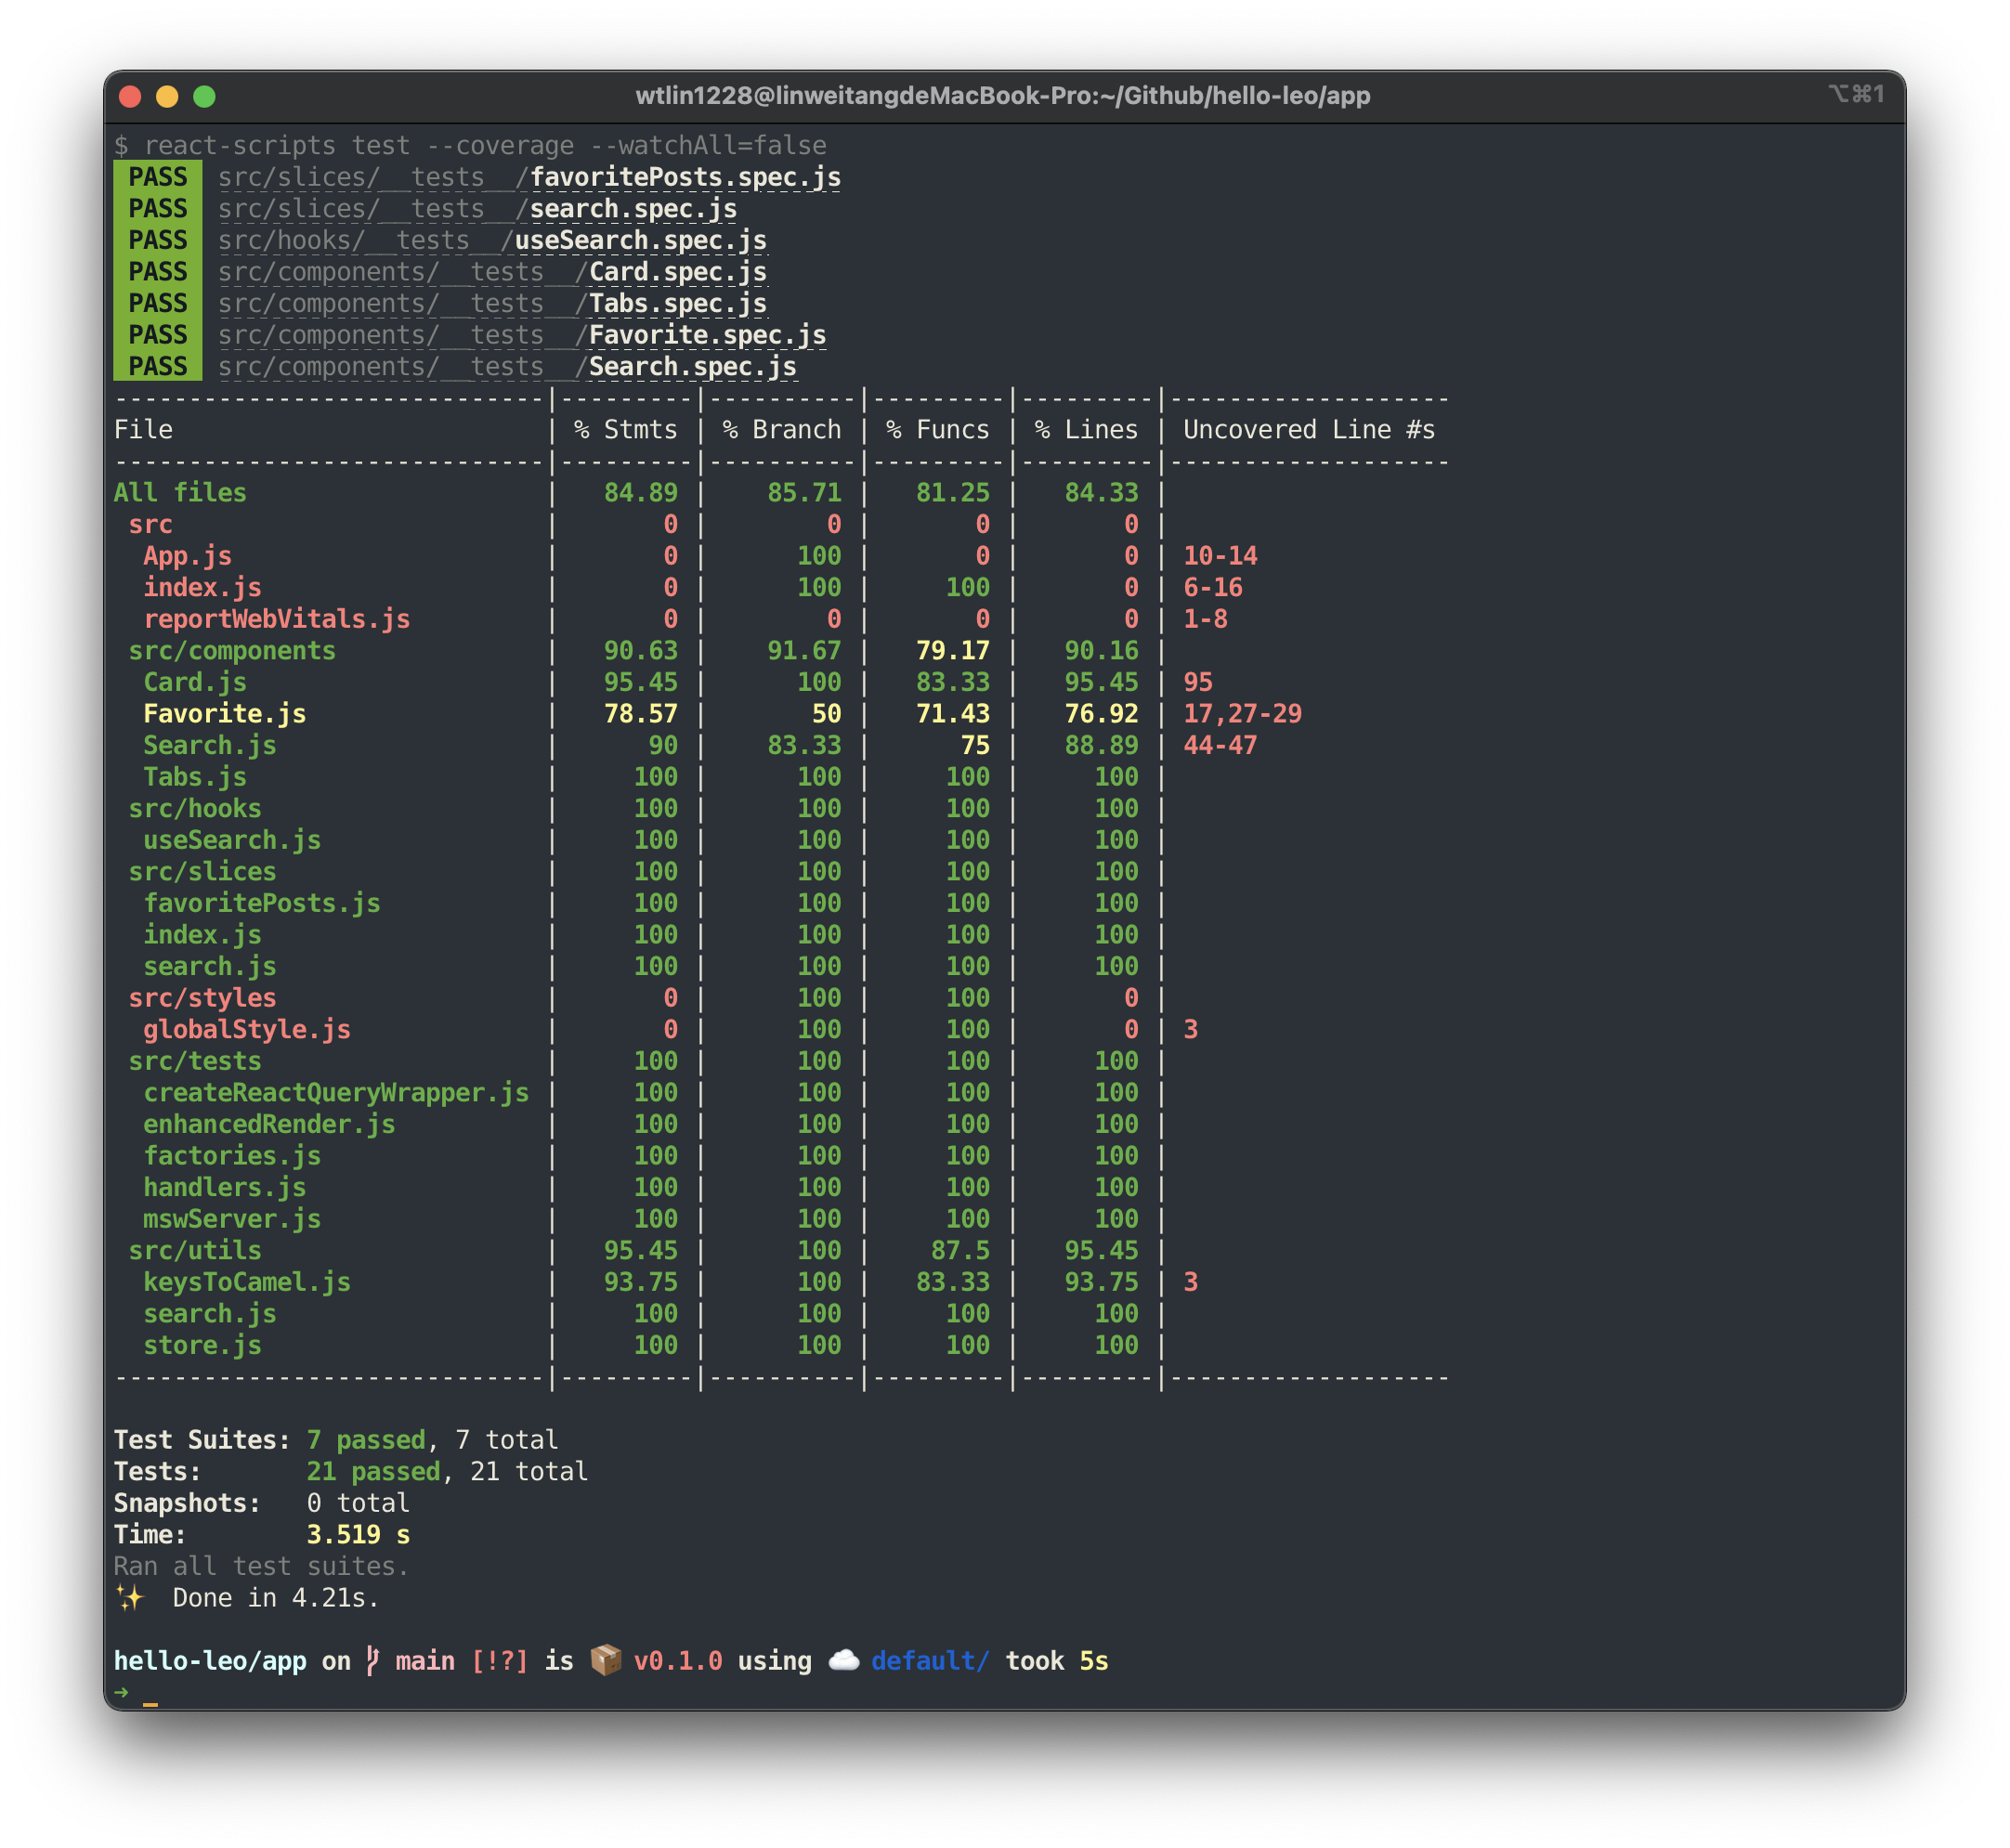 wtlin1228@linweitangdeMacBook-Pro:~/Github/hello-leo/app ⌥⌘1
$ react-scripts test --coverage --watchAll=false
PASS src/slices/__tests__/favoritePosts.spec.js
PASS src/slices/__tests__/search.spec.js
PASS src/hooks/__tests__/useSearch.spec.js
PASS src/components/__tests__/Card.spec.js
PASS src/components/__tests__/Tabs.spec.js
PASS src/components/__tests__/Favorite.spec.js
PASS src/components/__tests__/Search.spec.js
-----------------------------|---------|----------|---------|---------|-------------------
File                         | % Stmts | % Branch | % Funcs | % Lines | Uncovered Line #s
-----------------------------|---------|----------|---------|---------|-------------------
All files                    |   84.89 |    85.71 |   81.25 |   84.33 |
 src                         |       0 |        0 |       0 |       0 |
  App.js                     |       0 |      100 |       0 |       0 | 10-14
  index.js                   |       0 |      100 |     100 |       0 | 6-16
  reportWebVitals.js         |       0 |        0 |       0 |       0 | 1-8
 src/components              |   90.63 |    91.67 |   79.17 |   90.16 |
  Card.js                    |   95.45 |      100 |   83.33 |   95.45 | 95
  Favorite.js                |   78.57 |       50 |   71.43 |   76.92 | 17,27-29
  Search.js                  |      90 |    83.33 |      75 |   88.89 | 44-47
  Tabs.js                    |     100 |      100 |     100 |     100 |
 src/hooks                   |     100 |      100 |     100 |     100 |
  useSearch.js               |     100 |      100 |     100 |     100 |
 src/slices                  |     100 |      100 |     100 |     100 |
  favoritePosts.js           |     100 |      100 |     100 |     100 |
  index.js                   |     100 |      100 |     100 |     100 |
  search.js                  |     100 |      100 |     100 |     100 |
 src/styles                  |       0 |      100 |     100 |       0 |
  globalStyle.js             |       0 |      100 |     100 |       0 | 3
 src/tests                   |     100 |      100 |     100 |     100 |
  createReactQueryWrapper.js |     100 |      100 |     100 |     100 |
  enhancedRender.js          |     100 |      100 |     100 |     100 |
  factories.js               |     100 |      100 |     100 |     100 |
  handlers.js                |     100 |      100 |     100 |     100 |
  mswServer.js               |     100 |      100 |     100 |     100 |
 src/utils                   |   95.45 |      100 |    87.5 |   95.45 |
  keysToCamel.js             |   93.75 |      100 |   83.33 |   93.75 | 3
  search.js                  |     100 |      100 |     100 |     100 |
  store.js                   |     100 |      100 |     100 |     100 |
-----------------------------|---------|----------|---------|---------|-------------------
Test Suites: 7 passed, 7 total
Tests:       21 passed, 21 total
Snapshots:   0 total
Time:        3.519 s
Ran all test suites.
✨  Done in 4.21s.
hello-leo/app on main [!?] is 📦 v0.1.0 using ☁️ default/ took 5s
➜